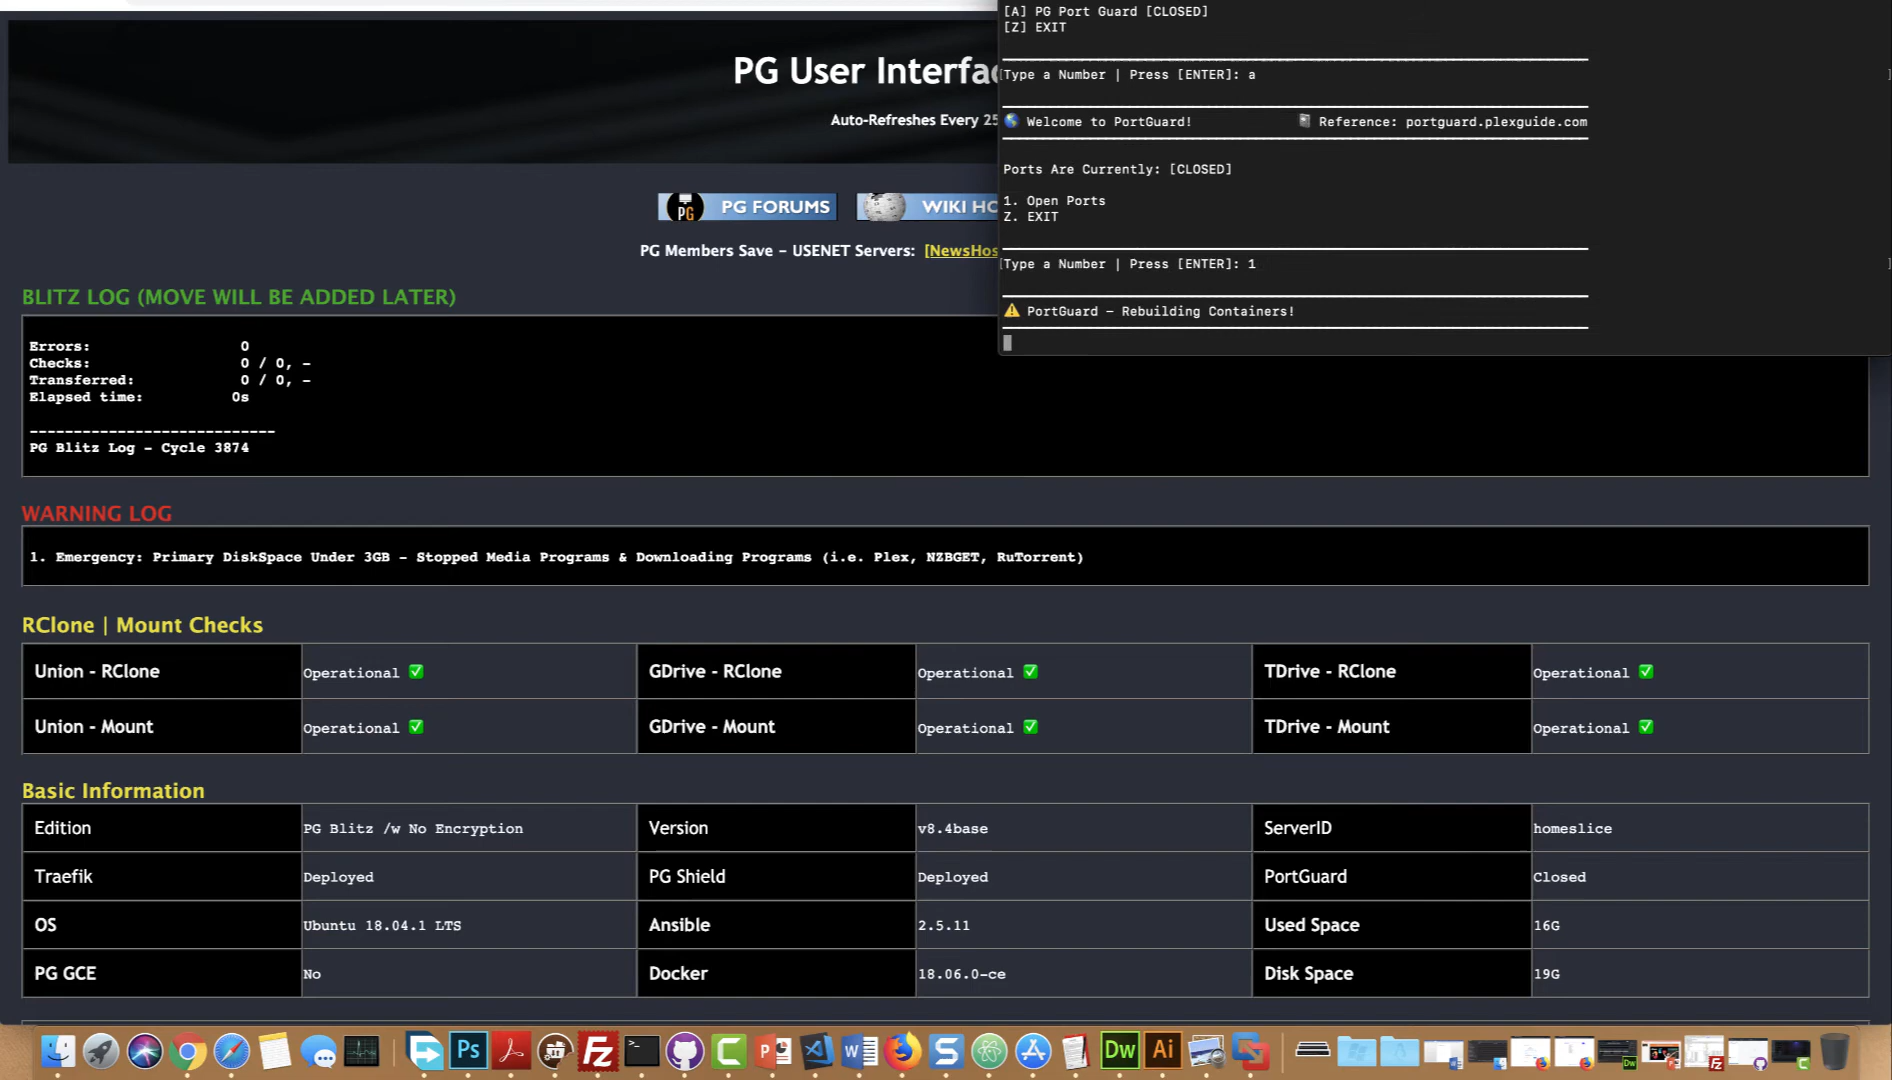 PG User Interfac
Auto-Refreshes Every 25
PG FORUMS
WIKI HO
PG Members Save - USENET Servers: [NewsHos
[A] PG Port Guard [CLOSED]
[Z] EXIT
[Type a Number | Press [ENTER]: a ]
Welcome to PortGuard! Reference: portguard.plexguide.com
Ports Are Currently: [CLOSED]
1. Open Ports
Z. EXIT
[Type a Number | Press [ENTER]: 1 ]
PortGuard - Rebuilding Containers!
BLITZ LOG (MOVE WILL BE ADDED LATER)
Errors: 0
Checks: 0 / 0, -
Transferred: 0 / 0, -
Elapsed time: 0s
----------------------------
PG Blitz Log - Cycle 3874
WARNING LOG
1. Emergency: Primary DiskSpace Under 3GB - Stopped Media Programs & Downloading Programs (i.e. Plex, NZBGET, RuTorrent)
RClone | Mount Checks
Union - RClone Operational GDrive - RClone Operational TDrive - RClone Operational
Union - Mount Operational GDrive - Mount Operational TDrive - Mount Operational
Basic Information
Edition PG Blitz /w No Encryption Version v8.4base ServerID homeslice
Traefik Deployed PG Shield Deployed PortGuard Closed
OS Ubuntu 18.04.1 LTS Ansible 2.5.11 Used Space 16G
PG GCE No Docker 18.06.0-ce Disk Space 19G
Ps Fz P W S Dw Ai